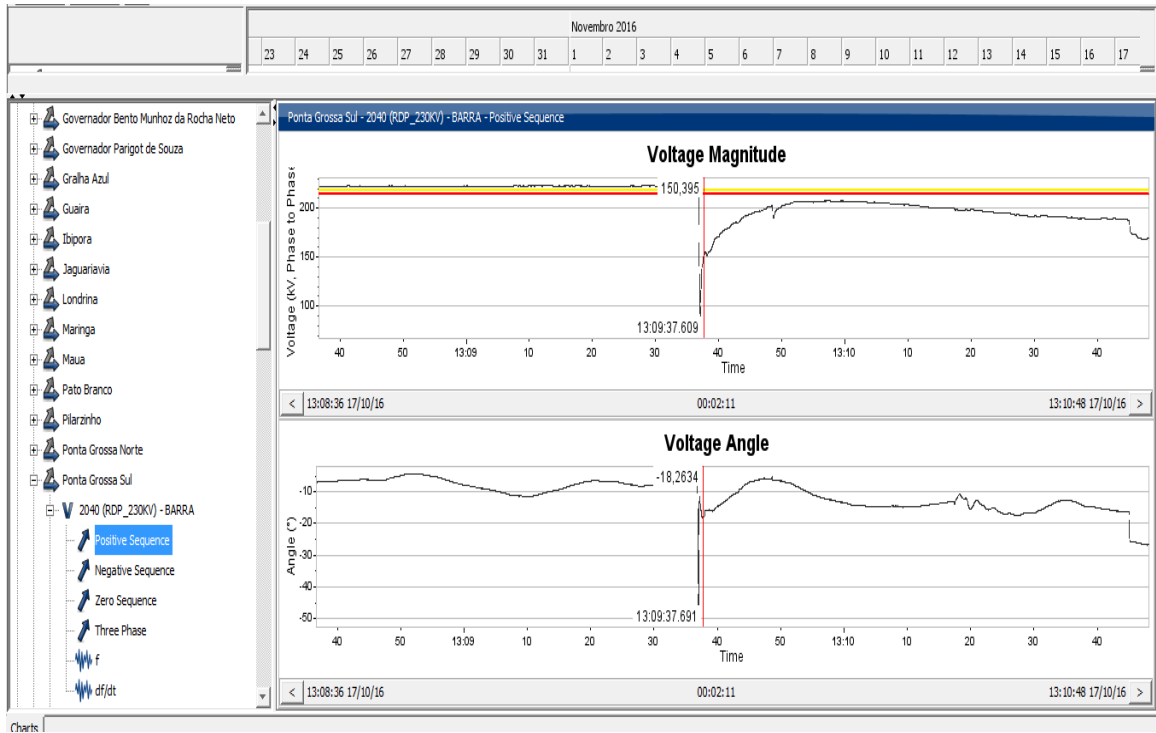 Novembro 2016
23 24 25 26 27 28 29 30 31 1 2 3 4 5 6 7 8 9 10 11 12 13 14 15 16 17
Governador Bento Munhoz da Rocha Neto
Governador Parigot de Souza
Gralha Azul
Guaira
Ibipora
Jaguariavia
Londrina
Maringa
Maua
Pato Branco
Pilarzinho
Ponta Grossa Norte
Ponta Grossa Sul
2040 (RDP_230KV) - BARRA
Positive Sequence
Negative Sequence
Zero Sequence
Three Phase
f
df/dt
Ponta Grossa Sul - 2040 (RDP_230KV) - BARRA - Positive Sequence
Voltage Magnitude
Voltage (kV, Phase to Phase
200
150
100
150,395
13:09:37.609
40 50 13:09 10 20 30 40 50 13:10 10 20 30 40
Time
< 13:08:36 17/10/16 00:02:11 13:10:48 17/10/16 >
Voltage Angle
Angle (°)
-10
-20
-30
-40
-50
-18,2634
13:09:37.691
40 50 13:09 10 20 30 40 50 13:10 10 20 30 40
Time
< 13:08:36 17/10/16 00:02:11 13:10:48 17/10/16 >
Charts